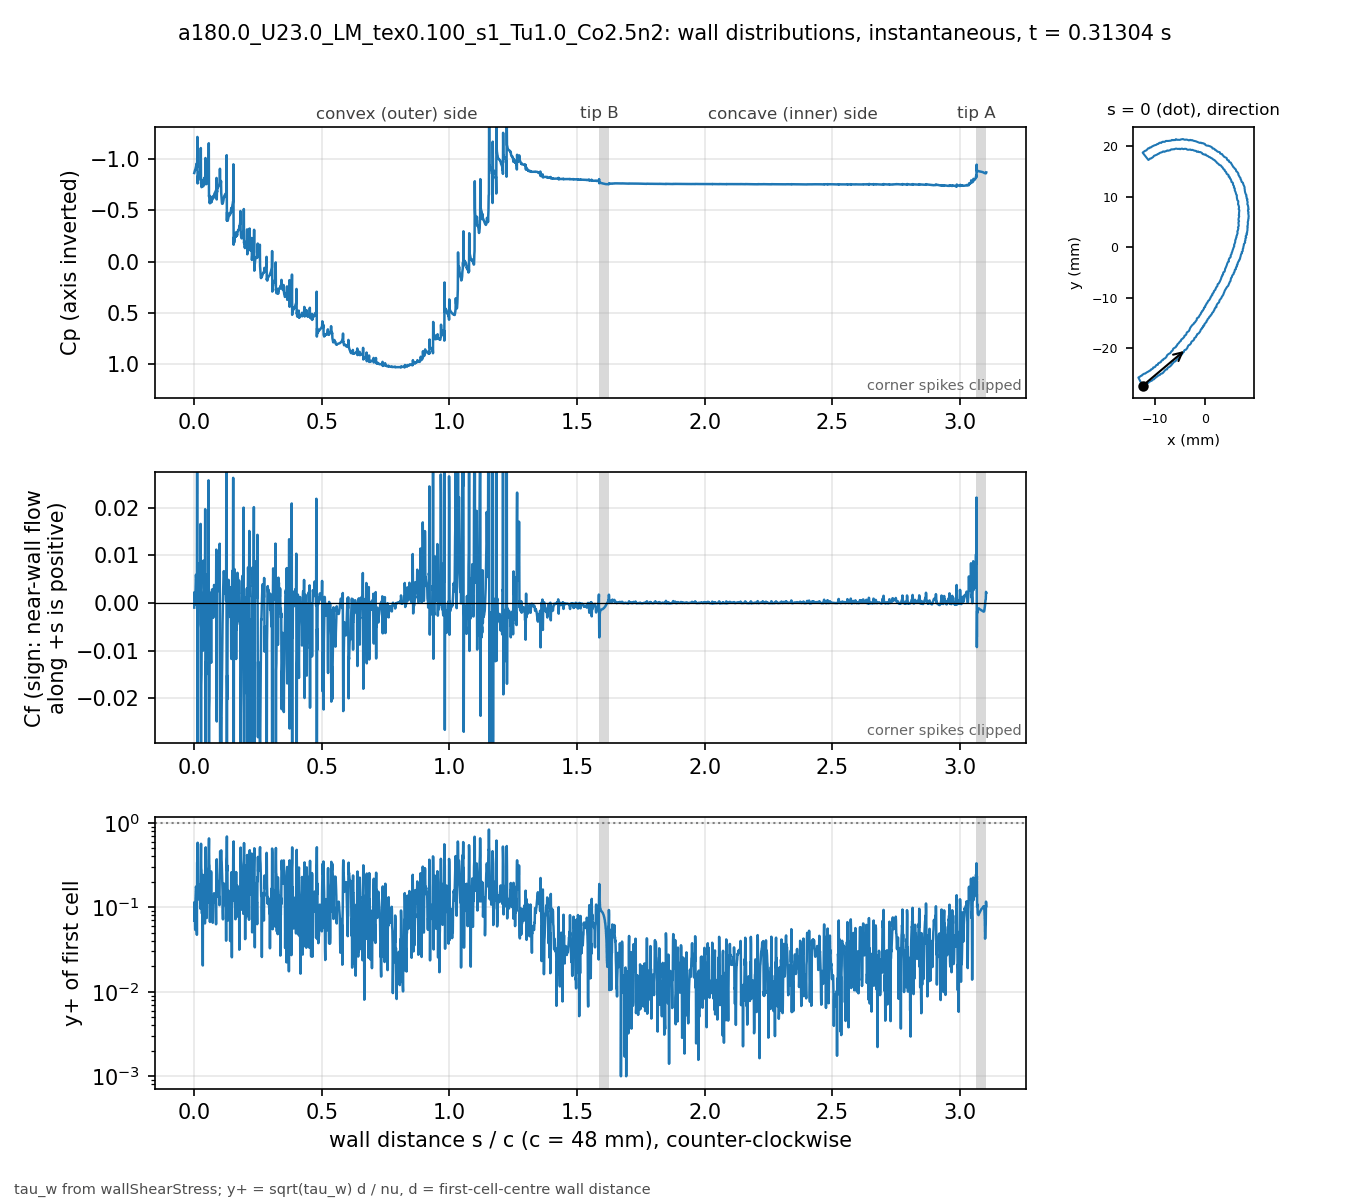 a180.0_U23.0_LM_tex0.100_s1_Tu1.0_Co2.5n2: wall distributions, instantaneous, t = 0.31304 s
convex (outer) side
tip B
concave (inner) side
tip A
Cp (axis inverted)
−1.0
−0.5
0.0
0.5
1.0
corner spikes clipped
0.0
0.5
1.0
1.5
2.0
2.5
3.0
s = 0 (dot), direction
y (mm)
20
10
0
−10
−20
−10
0
x (mm)
Cf (sign: near-wall flow
along +s is positive)
0.02
0.01
0.00
−0.01
−0.02
corner spikes clipped
0.0
0.5
1.0
1.5
2.0
2.5
3.0
y+ of first cell
10⁰
10⁻¹
10⁻²
10⁻³
0.0
0.5
1.0
1.5
2.0
2.5
3.0
wall distance s / c (c = 48 mm), counter-clockwise
tau_w from wallShearStress; y+ = sqrt(tau_w) d / nu, d = first-cell-centre wall distance